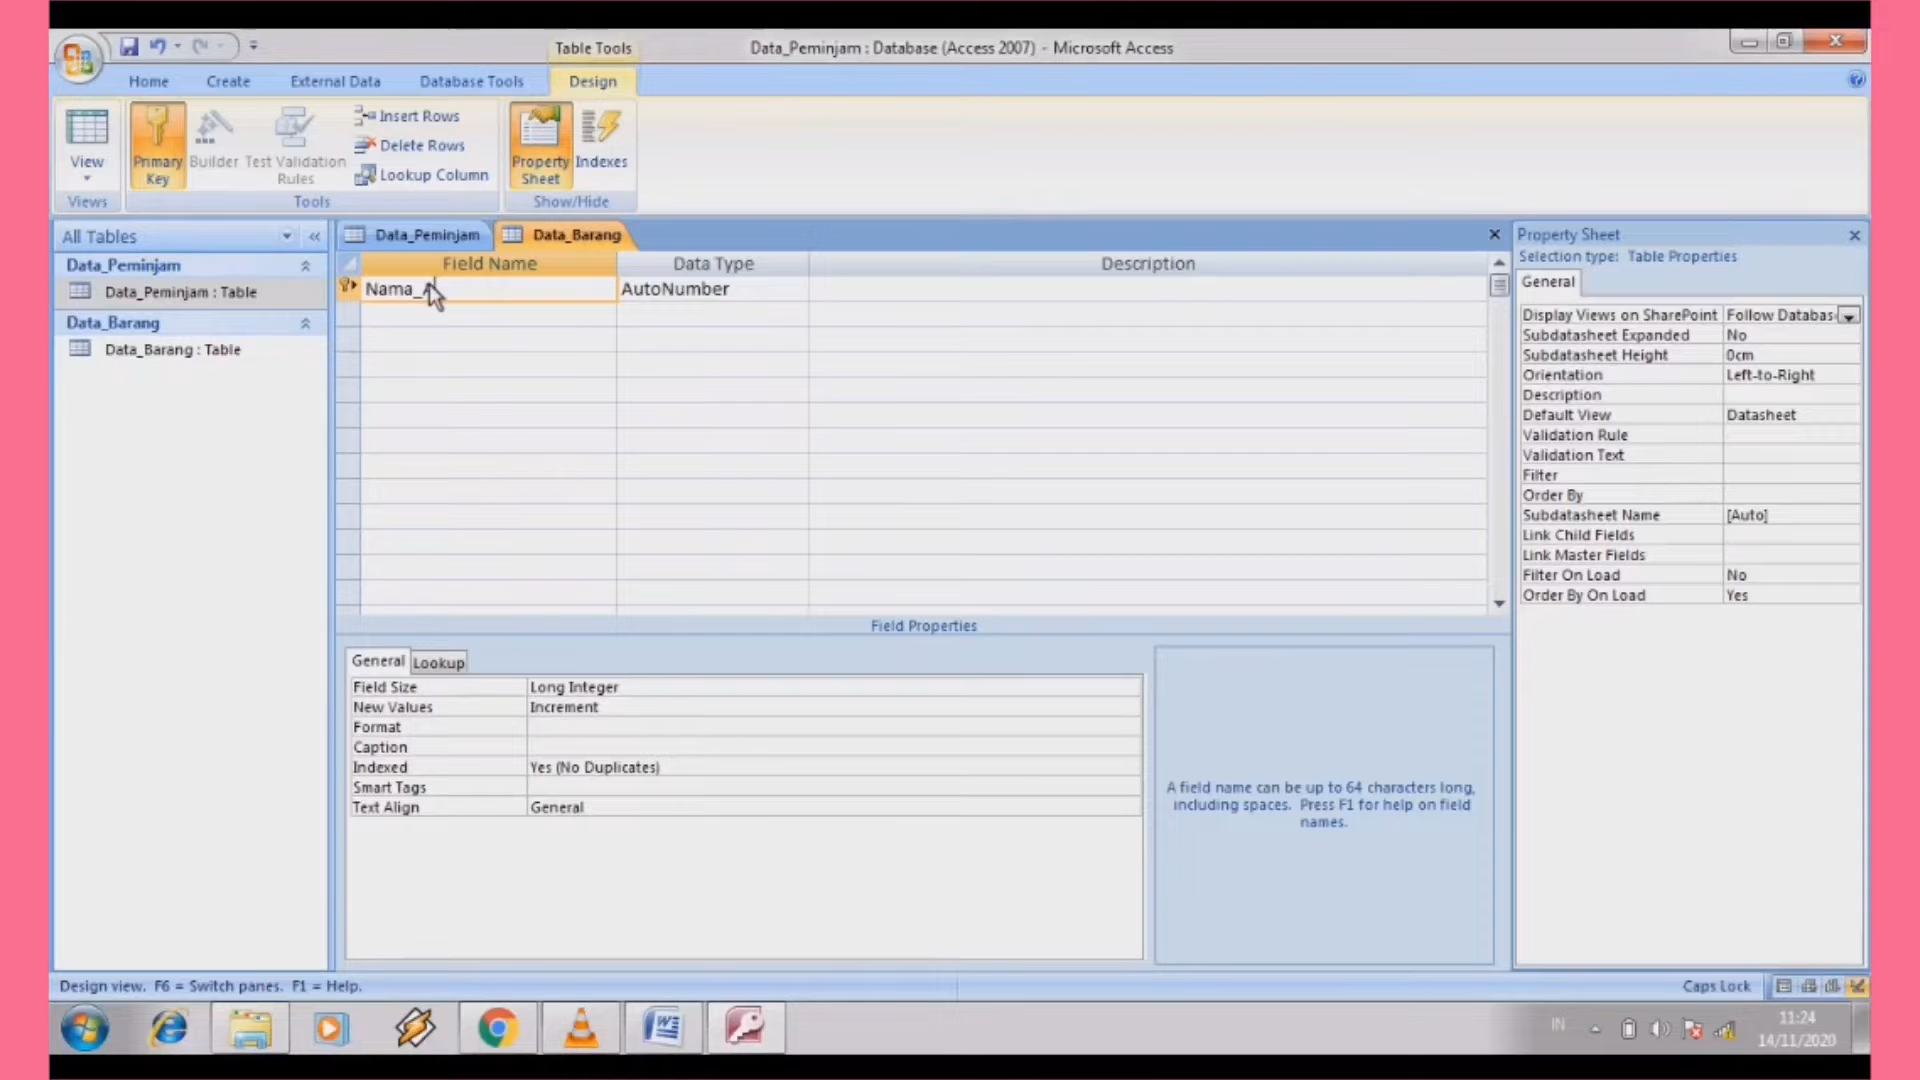 Table Tools
Data_Peminjam : Database (Access 2007) - Microsoft Access
Home Create External Data Database Tools Design
View
Views
Primary Key
Builder
Test Validation Rules
Insert Rows
Delete Rows
Lookup Column
Tools
Property Sheet
Indexes
Show/Hide
All Tables
Data_Peminjam
Data_Peminjam : Table
Data_Barang
Data_Barang : Table
Data_Peminjam Data_Barang
Field Name Data Type Description
Nama_A AutoNumber
Field Properties
General Lookup
Field Size Long Integer
New Values Increment
Format
Caption
Indexed Yes (No Duplicates)
Smart Tags
Text Align General
A field name can be up to 64 characters long,
including spaces. Press F1 for help on field
names.
Property Sheet
Selection type: Table Properties
General
Display Views on SharePoint Follow Databas
Subdatasheet Expanded No
Subdatasheet Height 0cm
Orientation Left-to-Right
Description
Default View Datasheet
Validation Rule
Validation Text
Filter
Order By
Subdatasheet Name [Auto]
Link Child Fields
Link Master Fields
Filter On Load No
Order By On Load Yes
Design view. F6 = Switch panes. F1 = Help.
Caps Lock
IN
11:24
14/11/2020